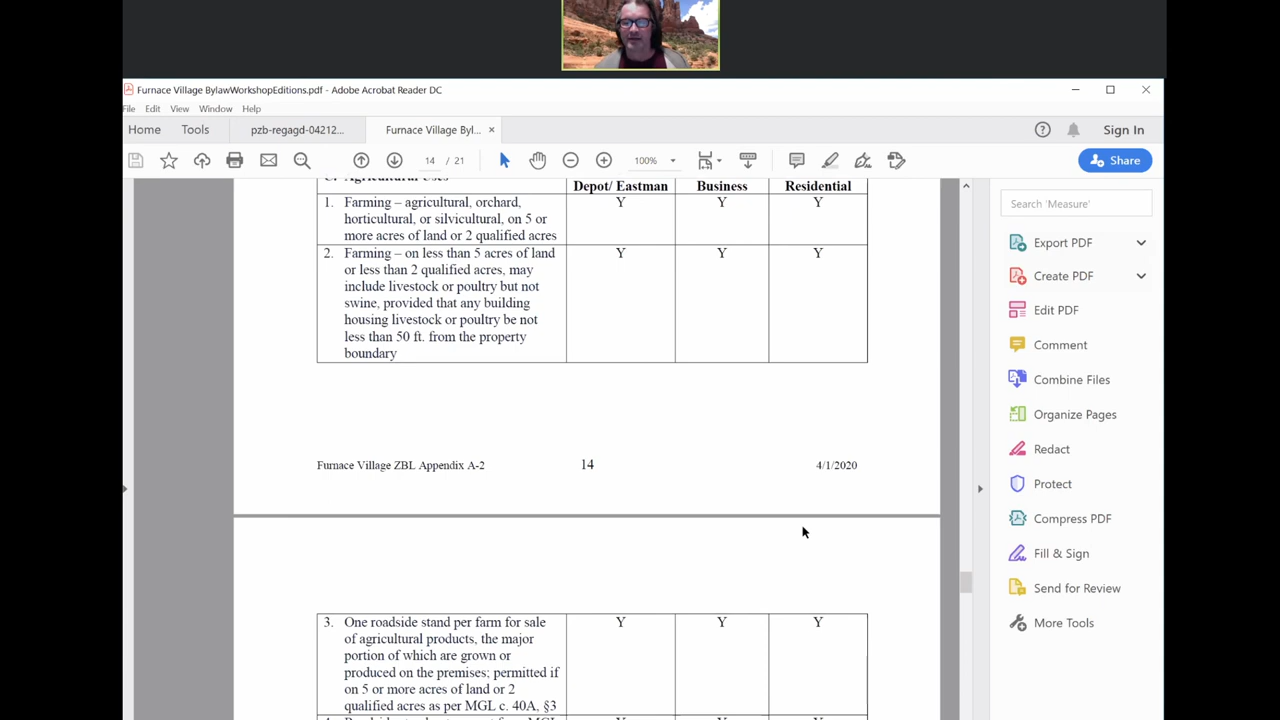 Furnace Village BylawWorkshopEditions.pdf - Adobe Acrobat Reader DC
File Edit View Window Help
Home Tools pzb-regagd-04212... Furnace Village Byl... ×
Sign In
14 / 21 100%
Share
C. Agricultural Uses
Depot/ Eastman Business Residential
1. Farming – agricultural, orchard, Y Y Y
horticultural, or silvicultural, on 5 or
more acres of land or 2 qualified acres
2. Farming – on less than 5 acres of land Y Y Y
or less than 2 qualified acres, may
include livestock or poultry but not
swine, provided that any building
housing livestock or poultry be not
less than 50 ft. from the property
boundary
Furnace Village ZBL Appendix A-2 14 4/1/2020
3. One roadside stand per farm for sale Y Y Y
of agricultural products, the major
portion of which are grown or
produced on the premises; permitted if
on 5 or more acres of land or 2
qualified acres as per MGL c. 40A, §3
Search 'Measure'
Export PDF
Create PDF
Edit PDF
Comment
Combine Files
Organize Pages
Redact
Protect
Compress PDF
Fill & Sign
Send for Review
More Tools